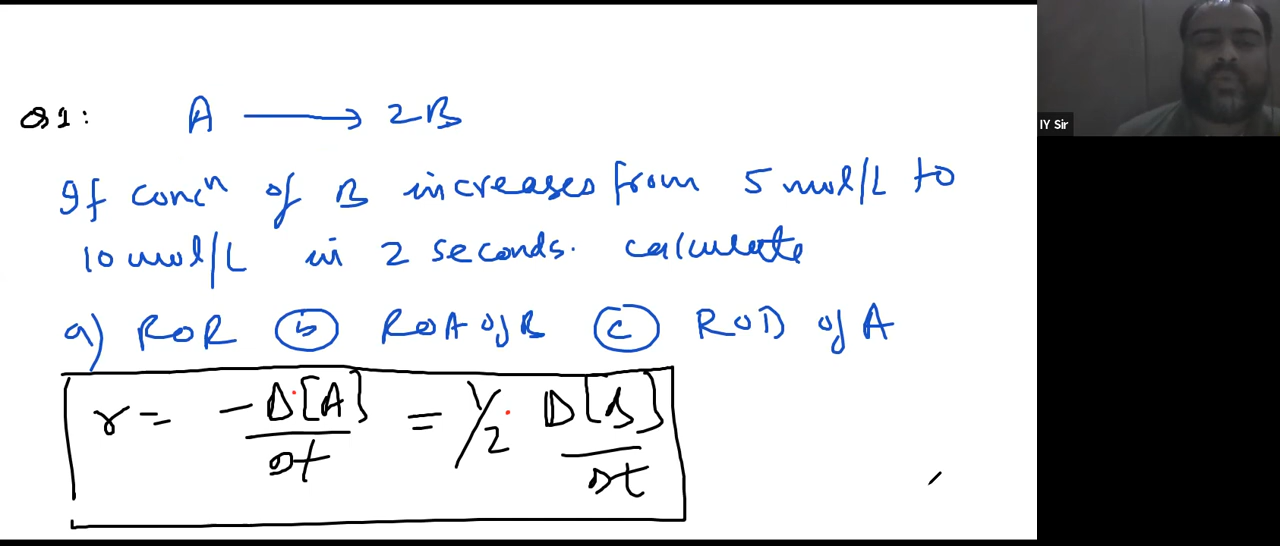 Q1: A ⟶ 2B
If concⁿ of B increases from 5 mol/L to
10 mol/L in 2 seconds. calculate
a) ROR ⓑ ROA of B ⓒ ROD of A
r = -Δ[A]/Δt = 1/2 Δ[B]/Δt
IY Sir